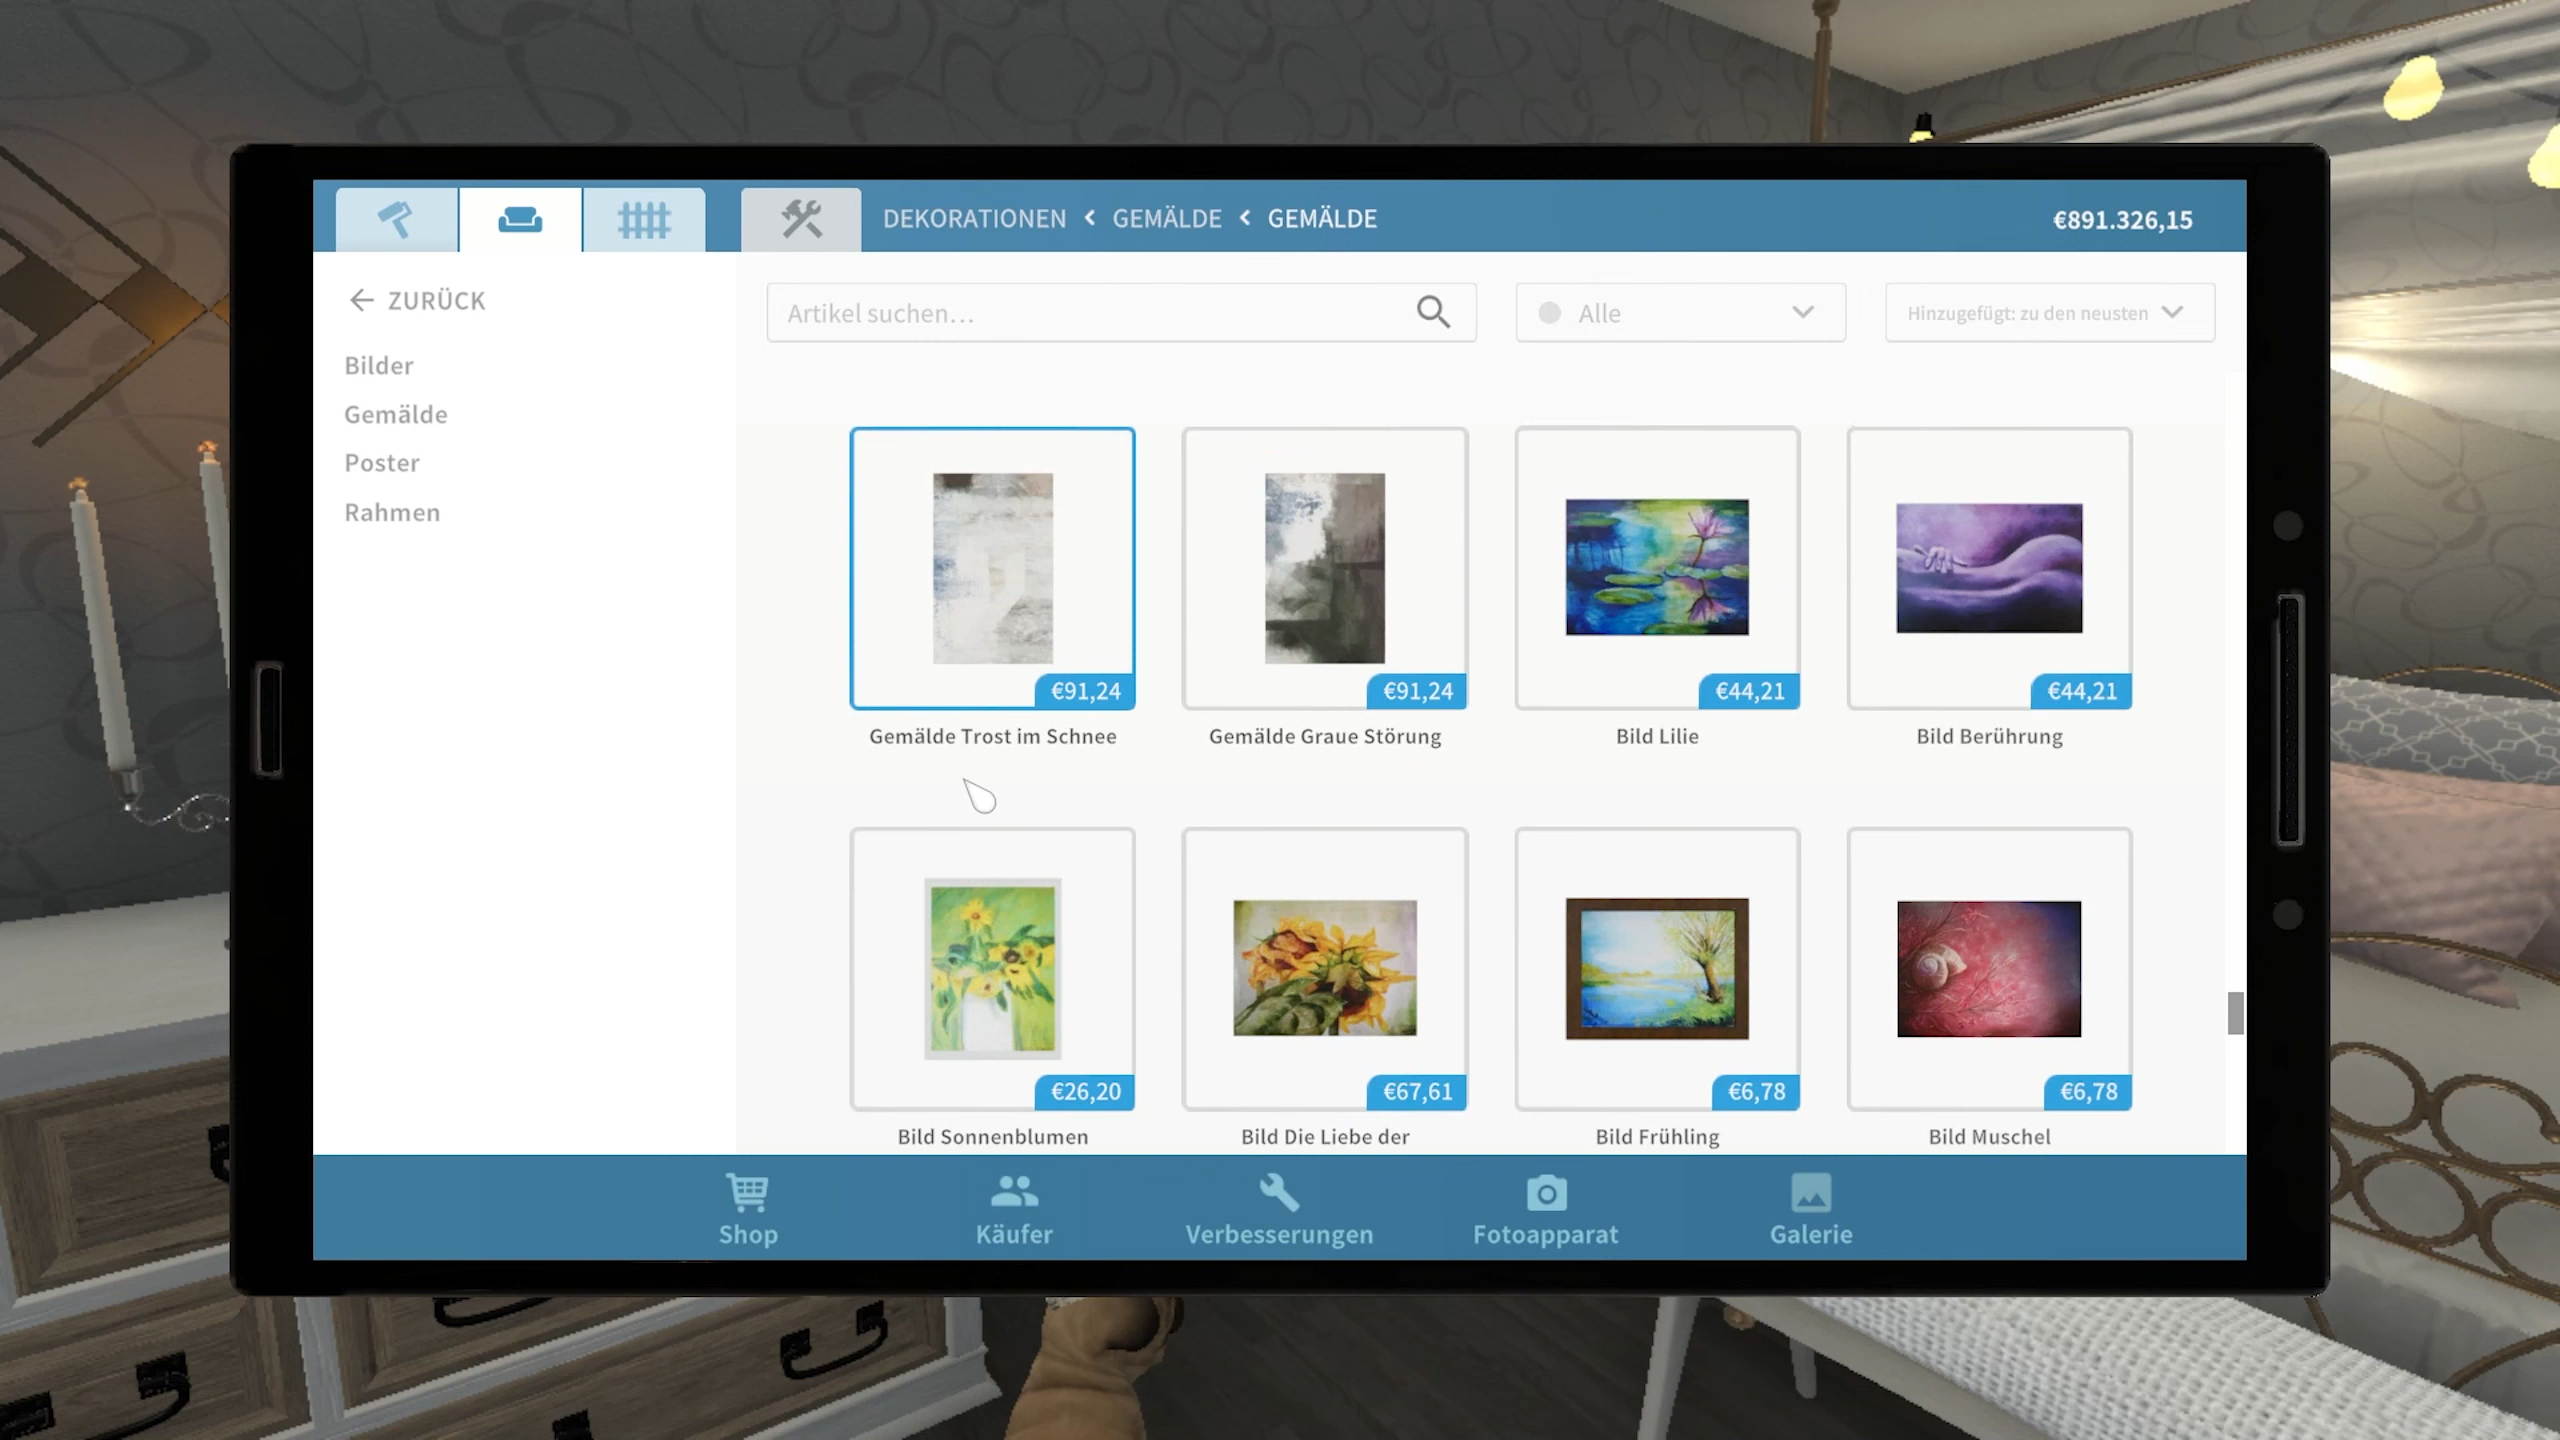 DEKORATIONEN < GEMÄLDE < GEMÄLDE
€891.326,15
← ZURÜCK
Bilder
Gemälde
Poster
Rahmen
Artikel suchen...
Alle
Hinzugefügt: zu den neusten
€91,24
€91,24
€44,21
€44,21
Gemälde Trost im Schnee
Gemälde Graue Störung
Bild Lilie
Bild Berührung
€26,20
€67,61
€6,78
€6,78
Bild Sonnenblumen
Bild Die Liebe der
Bild Frühling
Bild Muschel
Shop
Käufer
Verbesserungen
Fotoapparat
Galerie